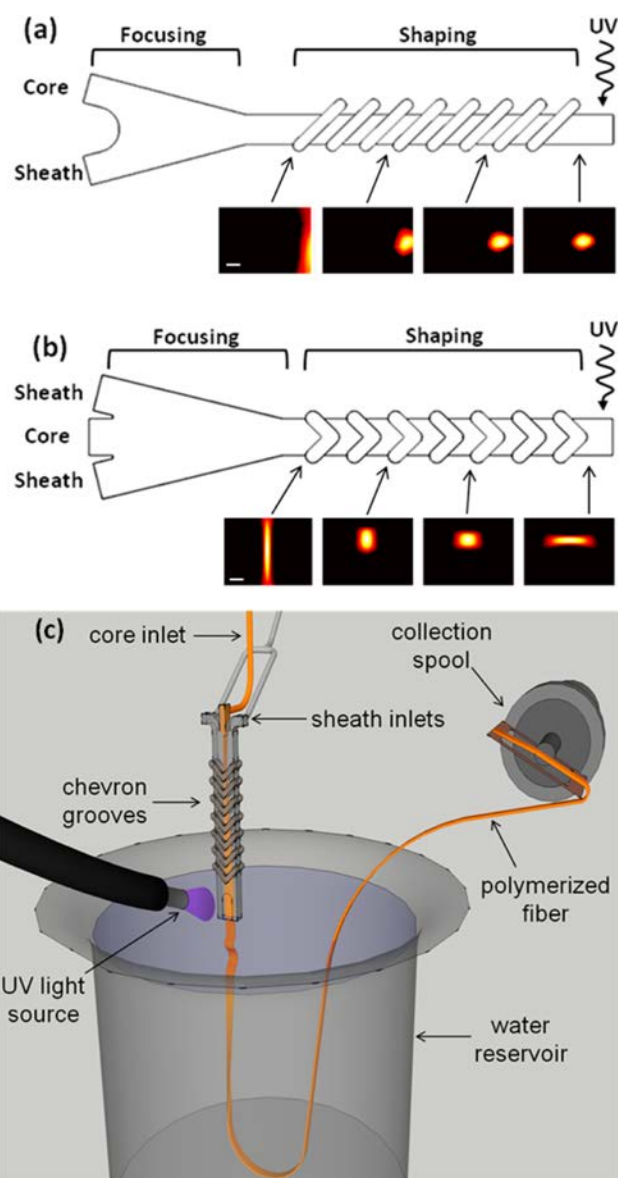 (a)
Focusing
Shaping
UV
Core
Sheath
(b)
Focusing
Shaping
UV
Sheath
Core
Sheath
(c)
core inlet
collection
spool
sheath inlets
chevron
grooves
polymerized
fiber
UV light
source
water
reservoir